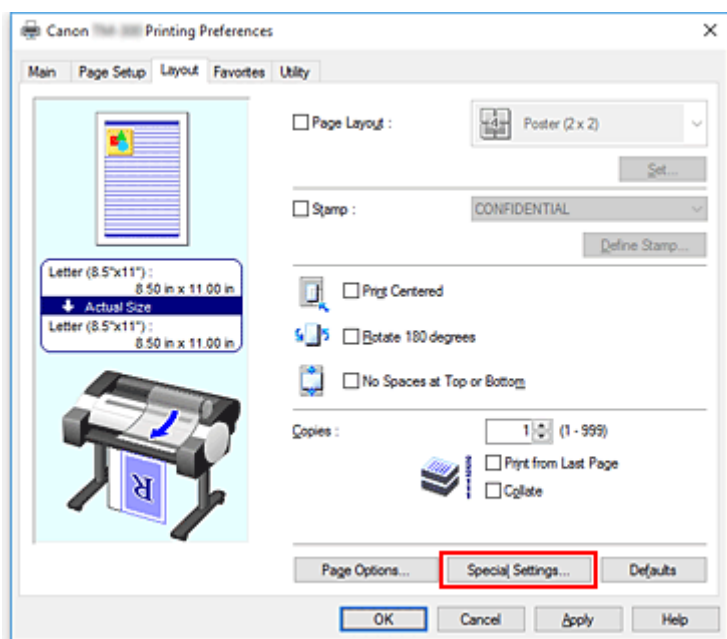 Canon Printing Preferences
Main Page Setup Layout Favorites Utility
Page Layout :
Poster (2 x 2)
Set...
Stamp :
CONFIDENTIAL
Define Stamp...
Letter (8.5"x11") :
8.50 in x 11.00 in
Actual Size
Letter (8.5"x11") :
8.50 in x 11.00 in
Print Centered
Rotate 180 degrees
No Spaces at Top or Bottom
Copies :
1 (1 - 999)
Print from Last Page
Collate
R
Page Options... Special Settings... Defaults
OK Cancel Apply Help